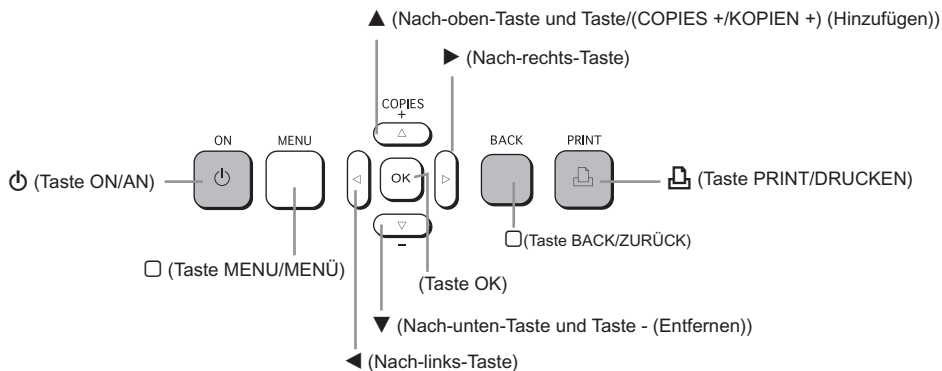 ▲ (Nach-oben-Taste und Taste/(COPIES +/KOPIEN +) (Hinzufügen))
▶ (Nach-rechts-Taste)
COPIES
+
ON
MENU
BACK
PRINT
OK
(Taste ON/AN)
(Taste PRINT/DRUCKEN)
(Taste BACK/ZURÜCK)
–
(Taste MENU/MENÜ)
(Taste OK)
▼ (Nach-unten-Taste und Taste - (Entfernen))
◀ (Nach-links-Taste)